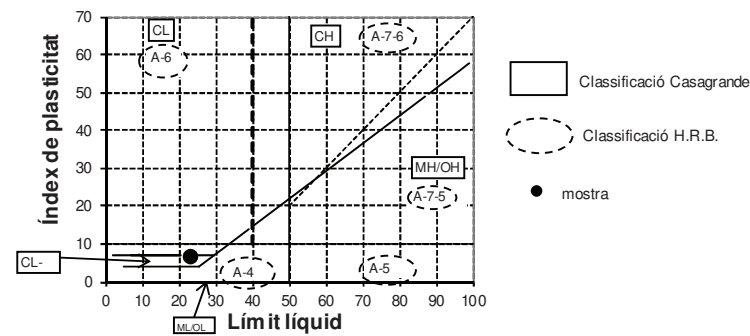 Índex de plasticitat
70
60
50
40
30
20
10
0
CL
A-6
CH
A-7-6
MH/OH
A-7-5
CL-
A-4
A-5
0 10 20 30 40 50 60 70 80 90 100
ML/OL
Límit líquid
Classificació Casagrande
Classificació H.R.B.
mostra